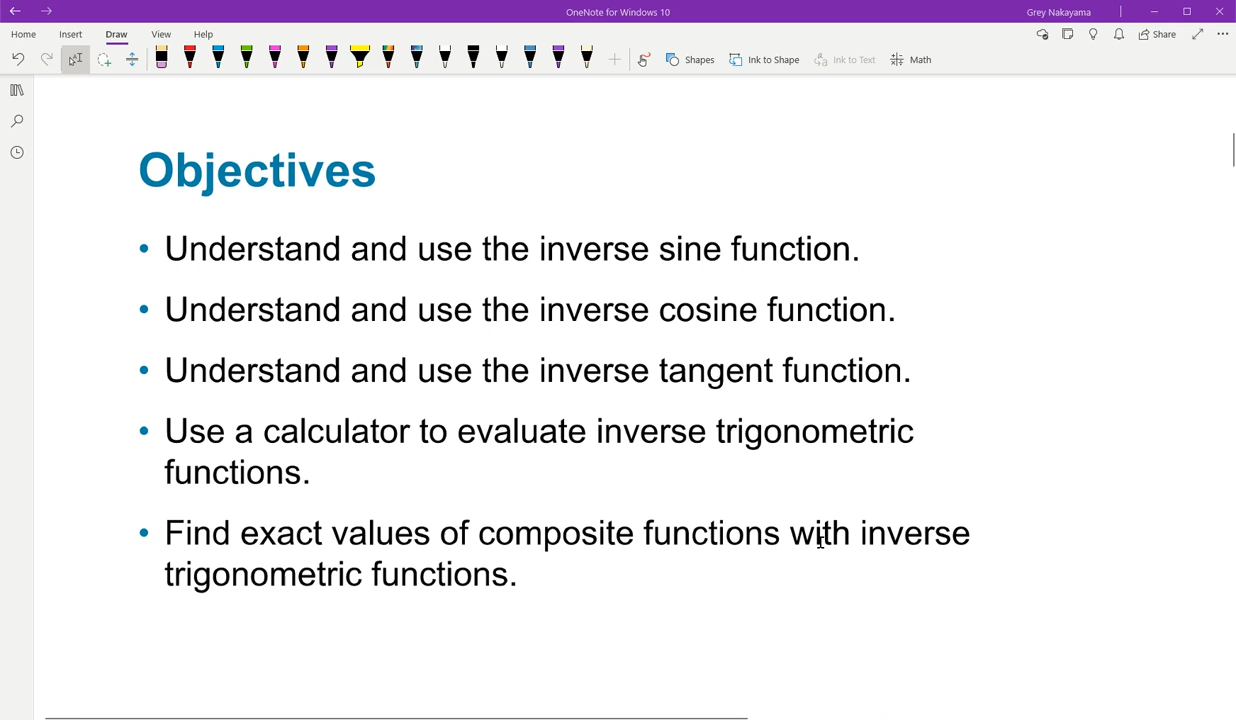 OneNote for Windows 10
Grey Nakayama
Home Insert Draw View Help
Share
Shapes Ink to Shape Ink to Text Math
Objectives
• Understand and use the inverse sine function.
• Understand and use the inverse cosine function.
• Understand and use the inverse tangent function.
• Use a calculator to evaluate inverse trigonometric
functions.
• Find exact values of composite functions with inverse
trigonometric functions.